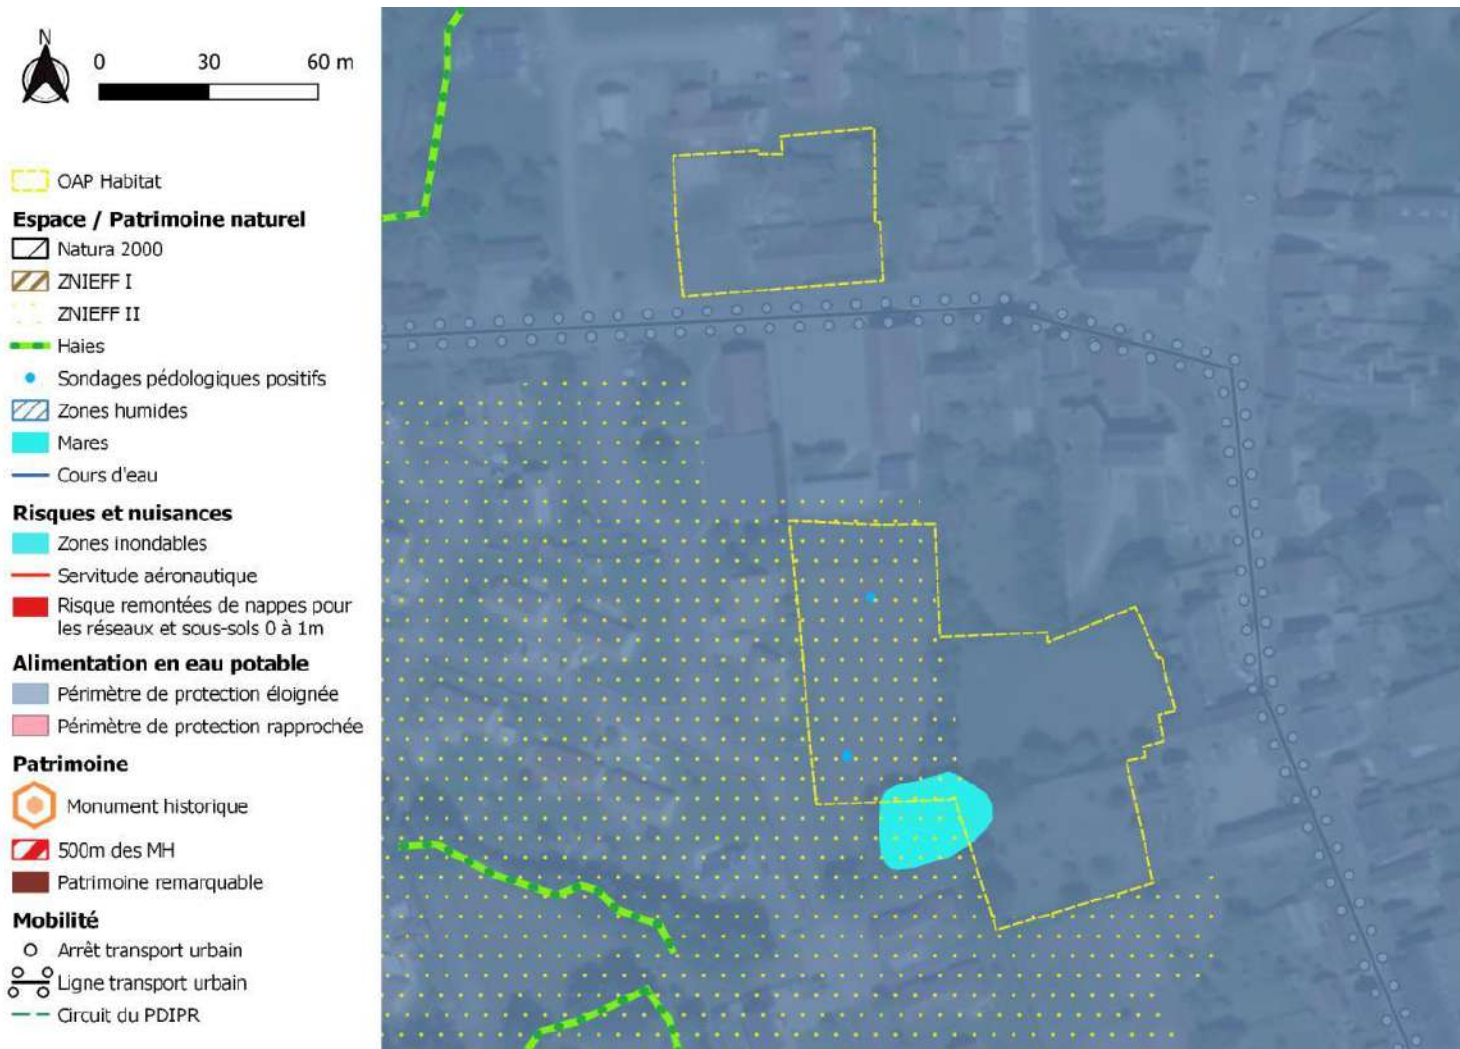 N
0 30 60 m
OAP Habitat
Espace / Patrimoine naturel
Natura 2000
ZNIEFF I
ZNIEFF II
Haies
Sondages pédologiques positifs
Zones humides
Mares
Cours d'eau
Risques et nuisances
Zones inondables
Servitude aéronautique
Risque remontées de nappes pour
les réseaux et sous-sols 0 à 1m
Alimentation en eau potable
Périmètre de protection éloignée
Périmètre de protection rapprochée
Patrimoine
Monument historique
500m des MH
Patrimoine remarquable
Mobilité
Arrêt transport urbain
Ligne transport urbain
Circuit du PDIPR